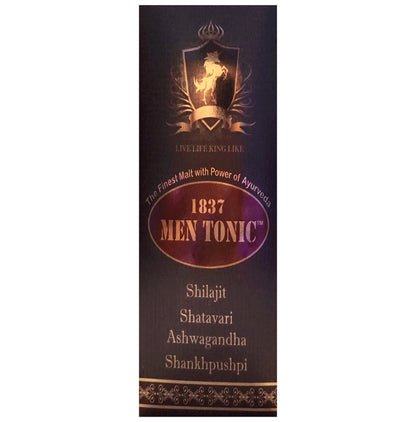 LIVE LIFE KING LIKE
The Finest Malt with Power of Ayurveda
1837
MEN TONIC™
Shilajit
Shatavari
Ashwagandha
Shankhpushpi